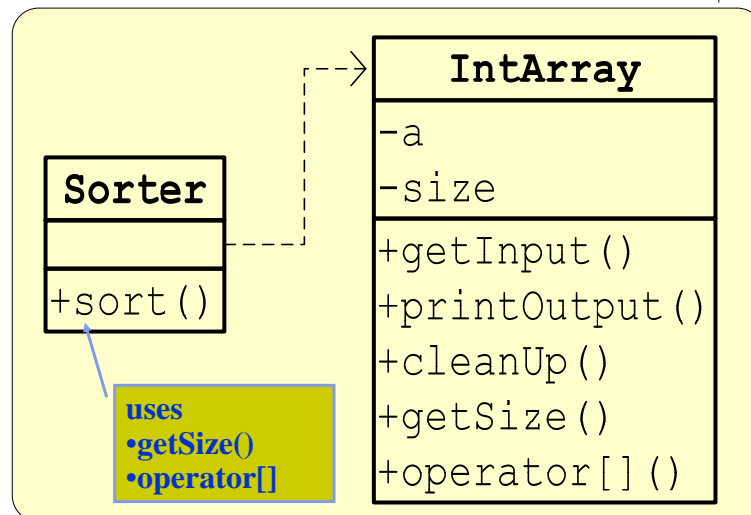 Sorter
+sort()
uses
•getSize()
•operator[]
IntArray
-a
-size
+getInput()
+printOutput()
+cleanUp()
+getSize()
+operator[]()